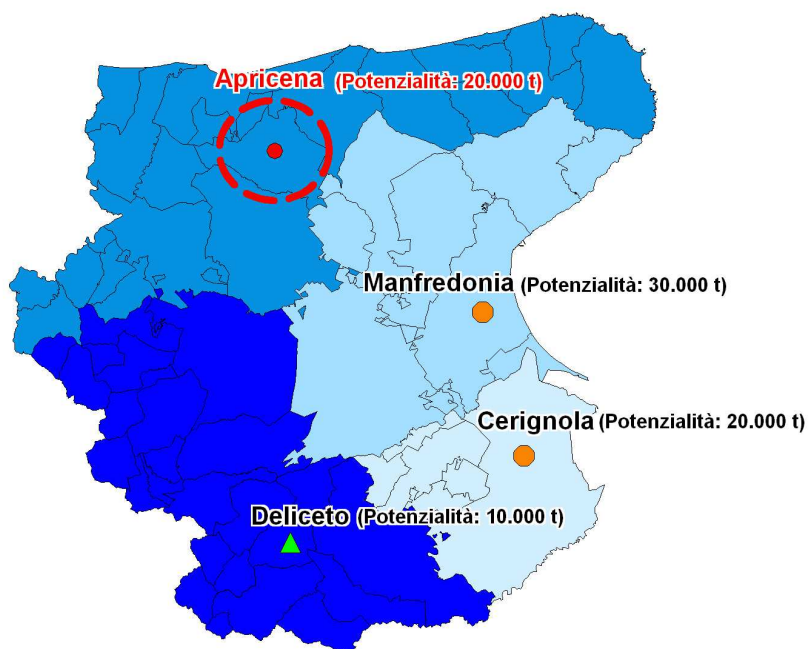 Apricena (Potenzialità: 20.000 t)
Manfredonia (Potenzialità: 30.000 t)
Cerignola (Potenzialità: 20.000 t)
Deliceto (Potenzialità: 10.000 t)